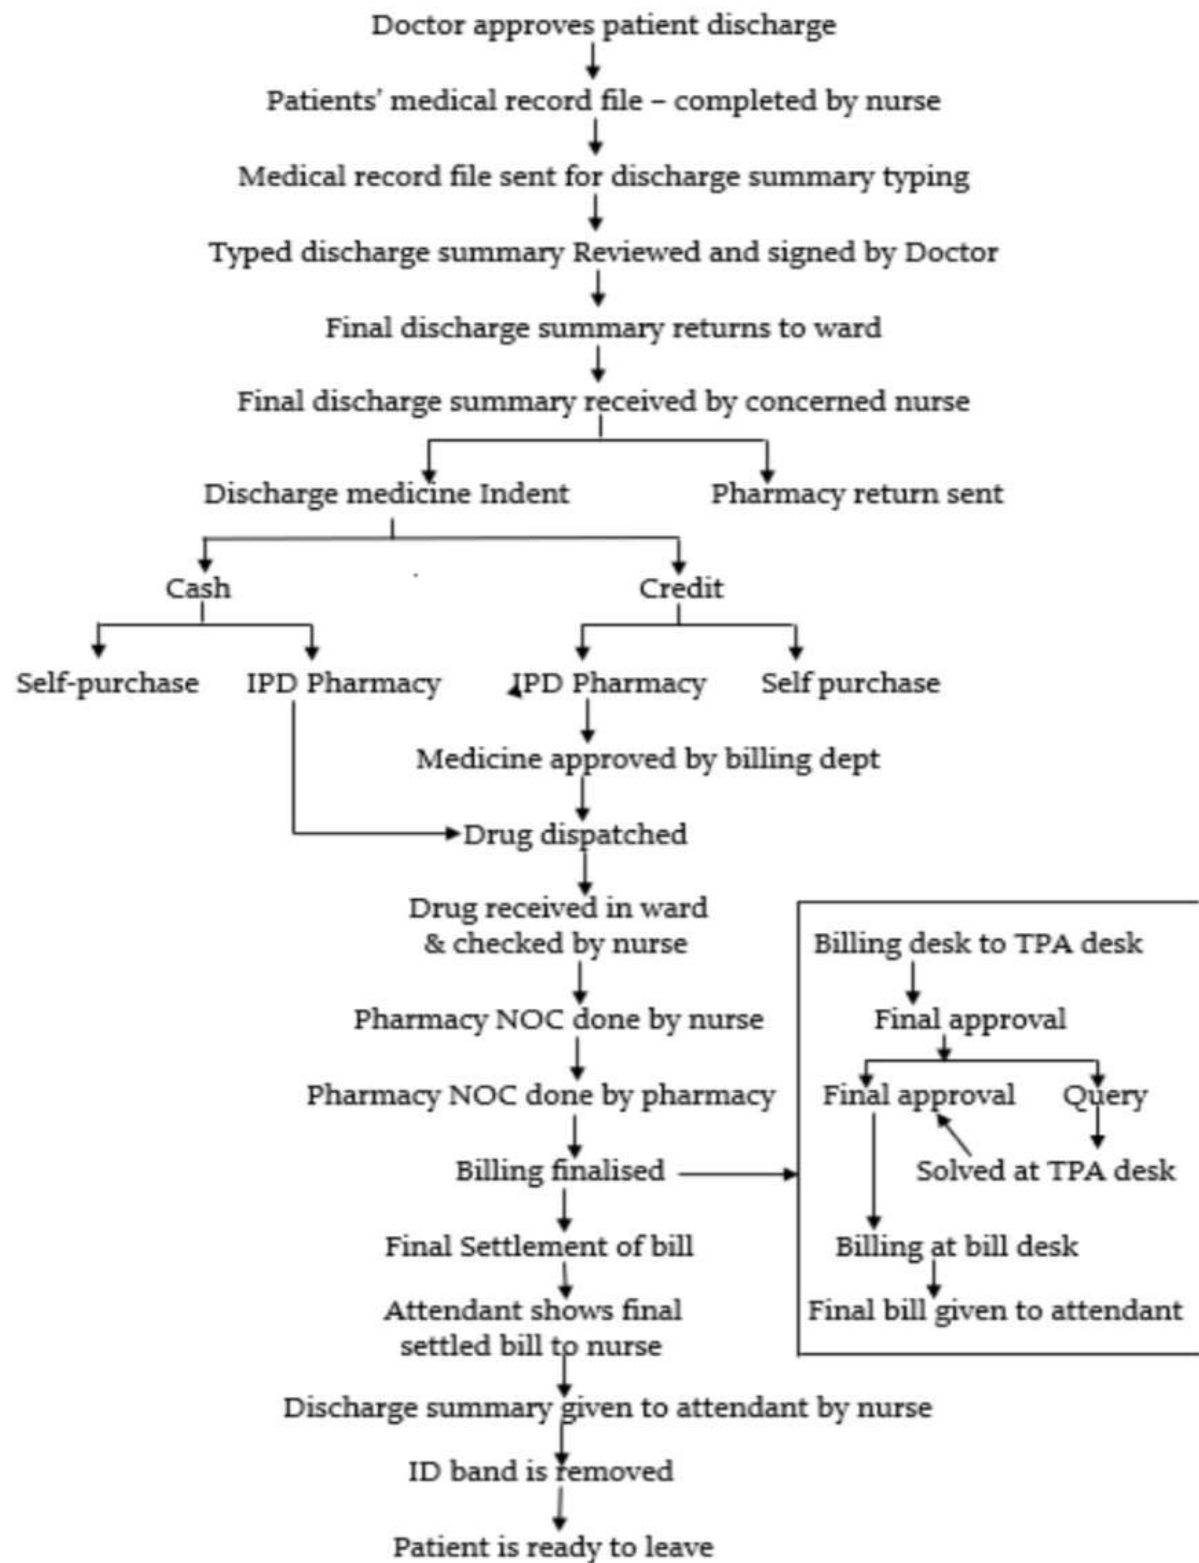 Doctor approves patient discharge
Patients' medical record file – completed by nurse
Medical record file sent for discharge summary typing
Typed discharge summary Reviewed and signed by Doctor
Final discharge summary returns to ward
Final discharge summary received by concerned nurse
Discharge medicine Indent
Pharmacy return sent
Cash
Credit
Self-purchase
IPD Pharmacy
IPD Pharmacy
Self purchase
Medicine approved by billing dept
Drug dispatched
Drug received in ward
& checked by nurse
Pharmacy NOC done by nurse
Pharmacy NOC done by pharmacy
Billing finalised
Billing desk to TPA desk
Final approval
Final approval
Query
Solved at TPA desk
Billing at bill desk
Final bill given to attendant
Final Settlement of bill
Attendant shows final
settled bill to nurse
Discharge summary given to attendant by nurse
ID band is removed
Patient is ready to leave